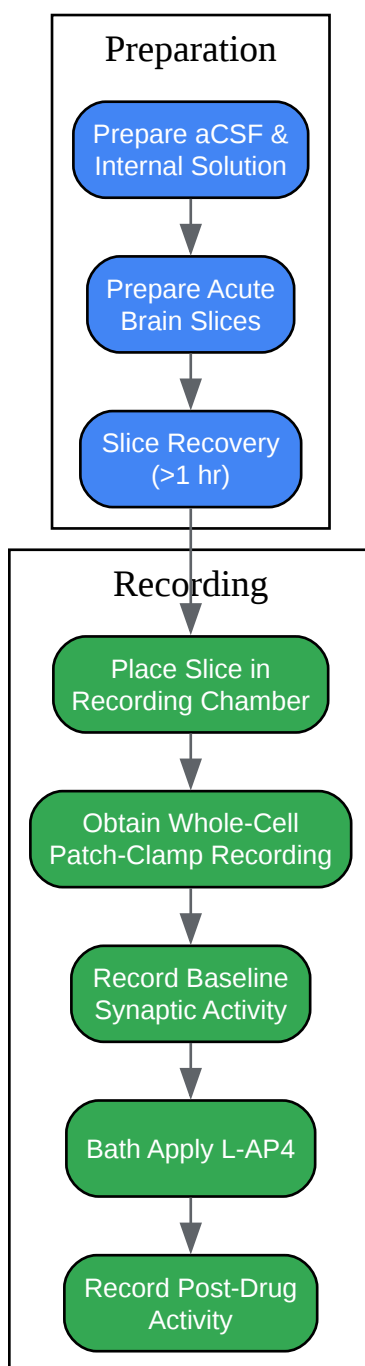 Preparation
Prepare aCSF &
Internal Solution
Prepare Acute
Brain Slices
Slice Recovery
(>1 hr)
Recording
Place Slice in
Recording Chamber
Obtain Whole-Cell
Patch-Clamp Recording
Record Baseline
Synaptic Activity
Bath Apply L-AP4
Record Post-Drug
Activity